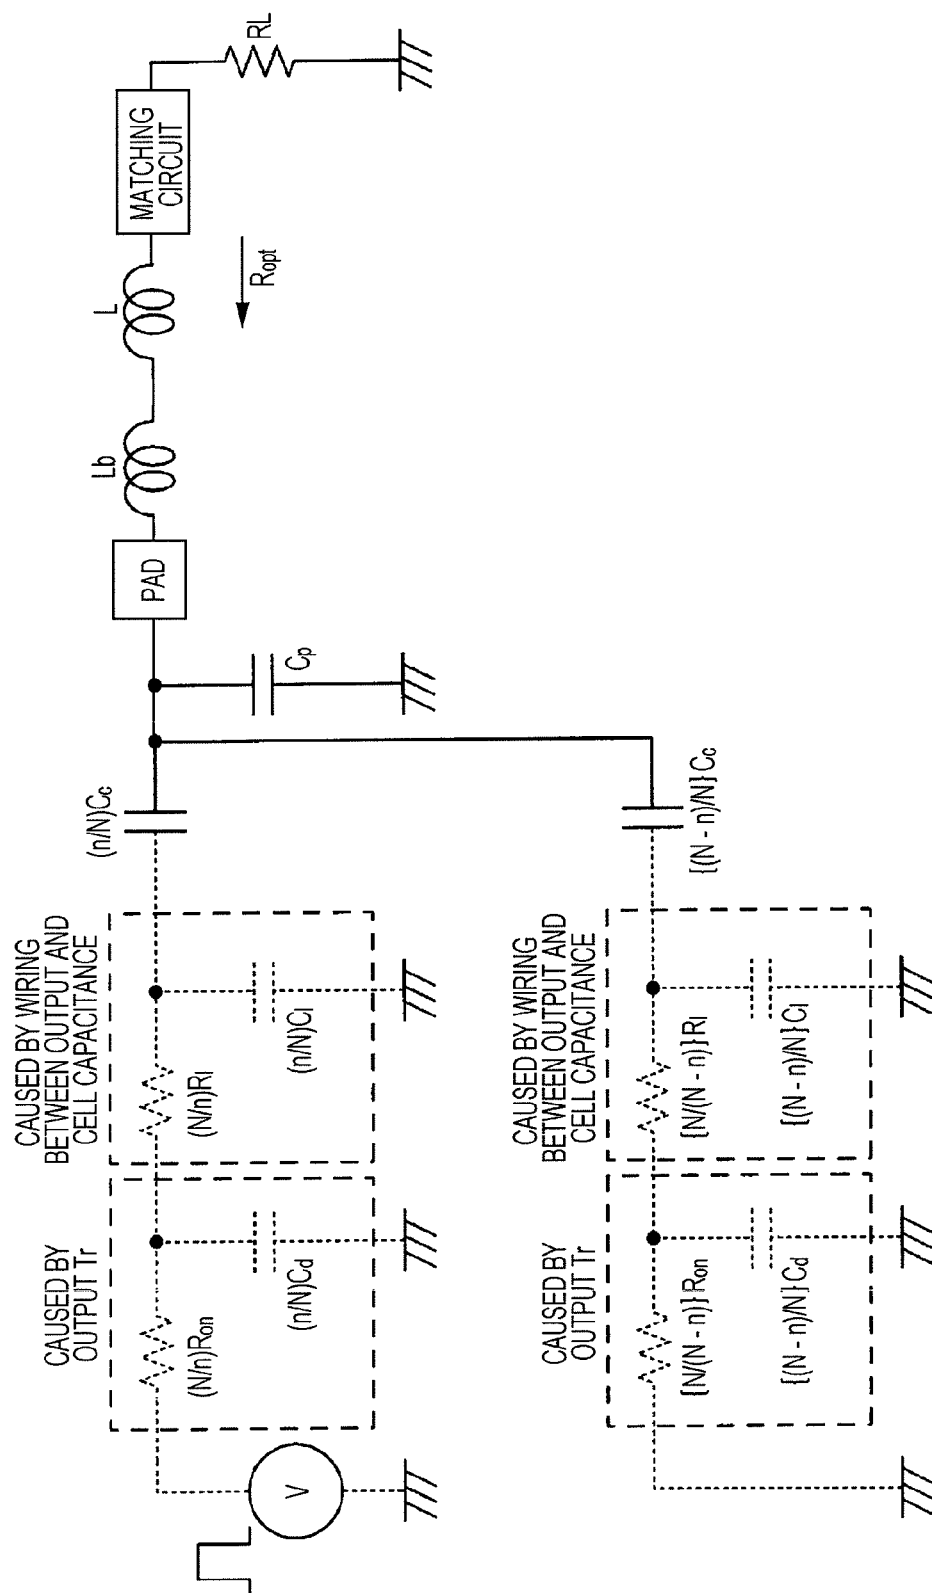 CAUSED BY
OUTPUT Tr
(N/n)Ron
(n/N)Cd
CAUSED BY WIRING
BETWEEN OUTPUT AND
CELL CAPACITANCE
(N/n)Rl
(n/N)Cl
(n/N)Cc
V
Cp
PAD
Lb
L
Ropt
MATCHING
CIRCUIT
RL
CAUSED BY
OUTPUT Tr
{N/(N - n)}Ron
{(N - n)/N}Cd
CAUSED BY WIRING
BETWEEN OUTPUT AND
CELL CAPACITANCE
{N/(N - n)}Rl
{(N - n)/N}Cl
{(N - n)/N}Cc